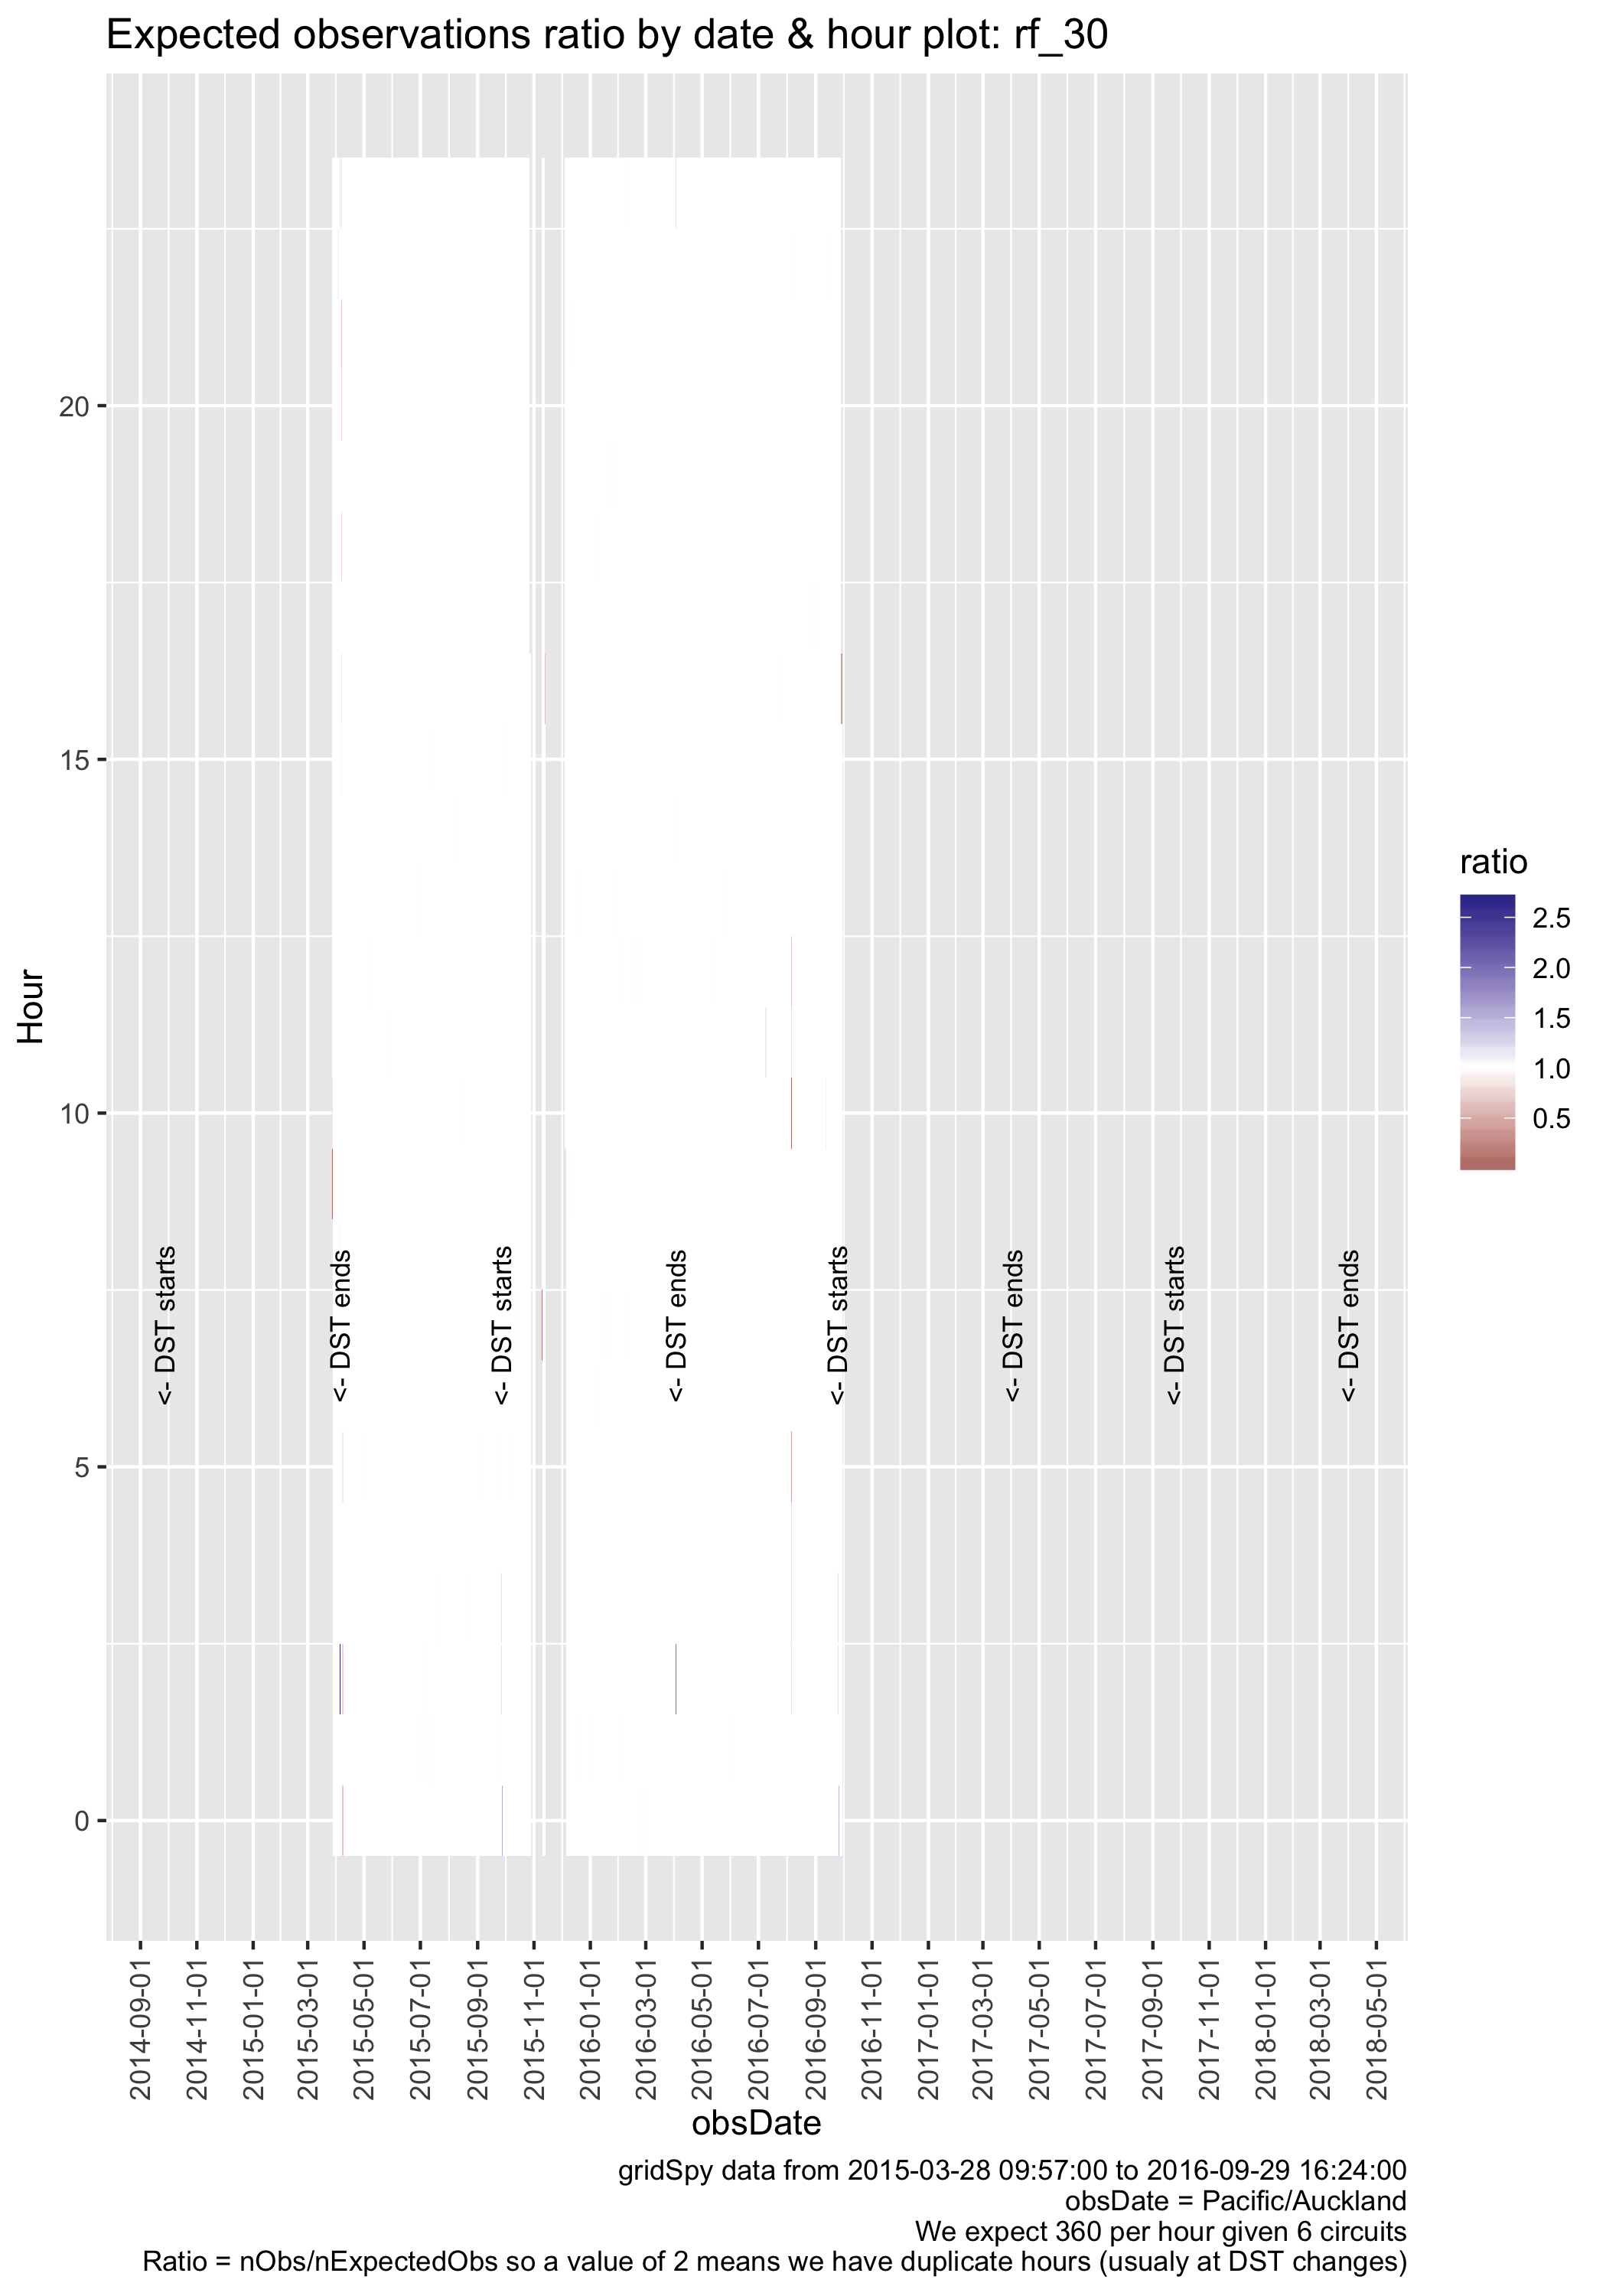 Expected observations ratio by date & hour plot: rf_30
Hour
20
15
10
5
0
<- DST starts
<- DST ends
<- DST starts
<- DST ends
<- DST starts
<- DST ends
<- DST starts
<- DST ends
ratio
2.5
2.0
1.5
1.0
0.5
2014-09-01
2014-11-01
2015-01-01
2015-03-01
2015-05-01
2015-07-01
2015-09-01
2015-11-01
2016-01-01
2016-03-01
2016-05-01
2016-07-01
2016-09-01
2016-11-01
2017-01-01
2017-03-01
2017-05-01
2017-07-01
2017-09-01
2017-11-01
2018-01-01
2018-03-01
2018-05-01
obsDate
gridSpy data from 2015-03-28 09:57:00 to 2016-09-29 16:24:00
obsDate = Pacific/Auckland
We expect 360 per hour given 6 circuits
Ratio = nObs/nExpectedObs so a value of 2 means we have duplicate hours (usualy at DST changes)